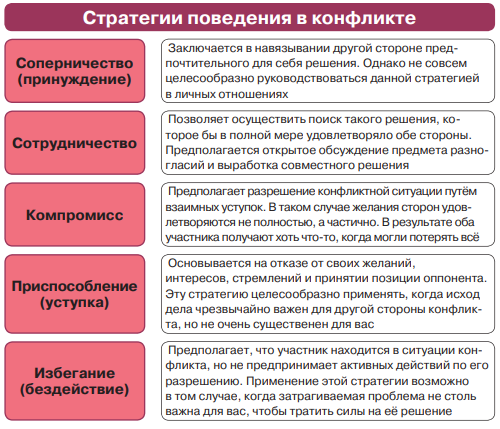 Стратегии поведения в конфликте
Соперничество
(принуждение)
Заключается в навязывании другой стороне пред-
почтительного для себя решения. Однако не совсем
целесообразно руководствоваться данной стратегией
в личных отношениях
Сотрудничество
Позволяет осуществить поиск такого решения, ко-
торое бы в полной мере удовлетворяло обе стороны.
Предполагается открытое обсуждение предмета разно-
гласий и выработка совместного решения
Компромисс
Предполагает разрешение конфликтной ситуации путём
взаимных уступок. В таком случае желания сторон удов-
летворяются не полностью, а частично. В результате оба
участника получают хоть что-то, когда могли потерять всё
Приспособление
(уступка)
Основывается на отказе от своих желаний,
интересов, стремлений и принятии позиции оппонента.
Эту стратегию целесообразно применять, когда исход
дела чрезвычайно важен для другой стороны конфлик-
та, но не очень существенен для вас
Избегание
(бездействие)
Предполагает, что участник находится в ситуации кон-
фликта, но не предпринимает активных действий по его
разрешению. Применение этой стратегии возможно
в том случае, когда затрагиваемая проблема не столь
важна для вас, чтобы тратить силы на её решение